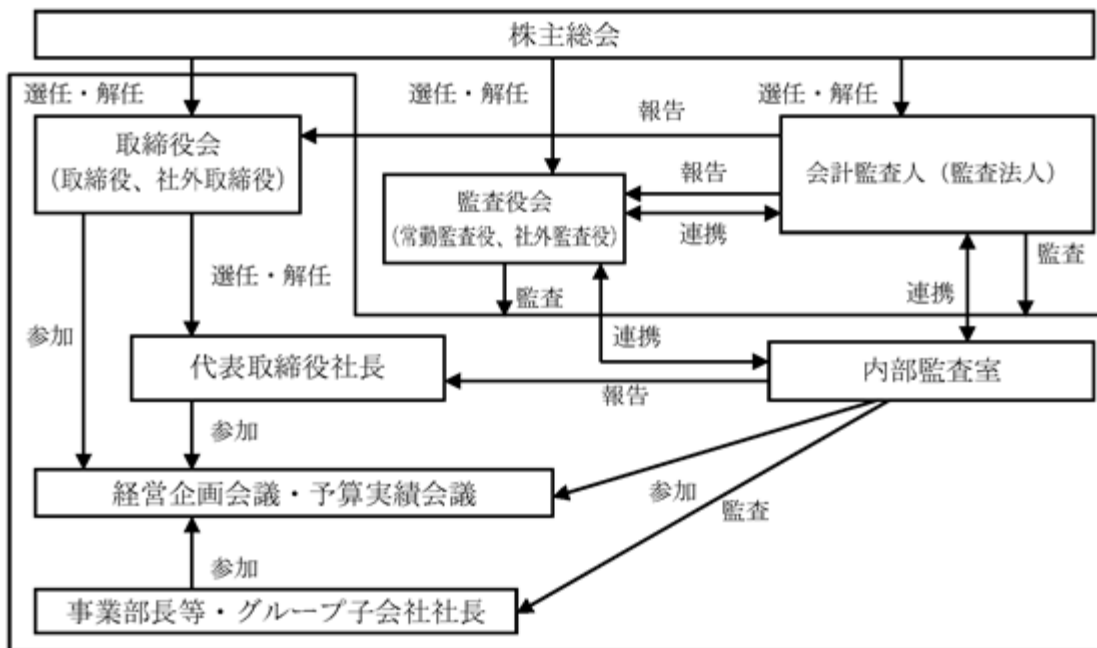 株主総会
選任・解任
選任・解任
選任・解任
報告
取締役会
(取締役、社外取締役)
会計監査人(監査法人)
報告
監査役会
(常勤監査役、社外監査役)
連携
選任・解任
監査
監査
連携
参加
連携
代表取締役社長
内部監査室
報告
参加
経営企画会議・予算実績会議
参加
監査
参加
事業部長等・グループ子会社社長